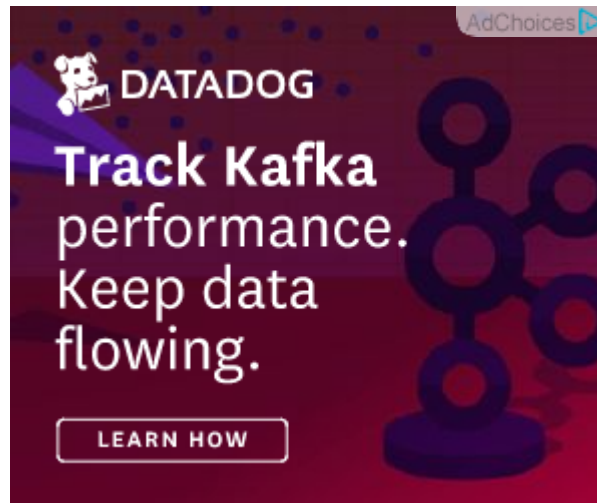 AdChoices
DATADOG
Track Kafka
performance.
Keep data
flowing.
LEARN HOW